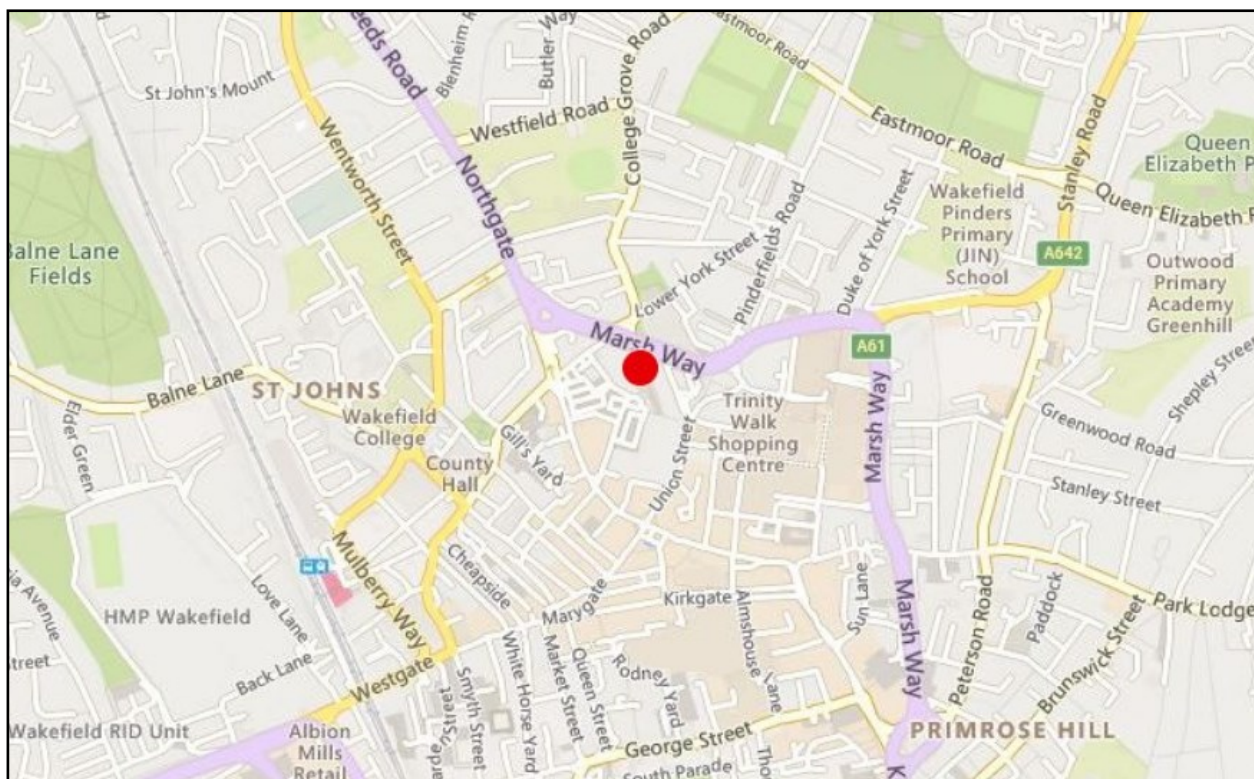 eeds Road
Blenheim R
Butler Way
College Grove Road
Eastmoor Road
St John's Mount
Wentworth Street
Westfield Road
Northgate
Eastmoor Road
Stanley Road
Queen
Elizabeth P
Queen Elizabeth P
Wakefield
Pinders
Primary
(JIN)
School
Balne Lane
Fields
Lower York Street
Pinderfields Road
Duke of York Street
A642
Outwood
Primary
Academy
Greenhill
Marsh Way
A61
Shepley Street
Balne Lane
ST JOHNS
Elder Green
Wakefield
College
County
Hall
Gill's Yard
Union Street
Trinity
Walk
Shopping
Centre
Marsh Way
Greenwood Road
Stanley Street
Mulberry Way
Cheapside
Love Lane
HMP Wakefield
ia Avenue
Marygate
Kirkgate
Almshouse Lane
Sun Lane
Marsh Way
Peterson Road
Paddock
Park Lodge
Brunswick Street
Street
Back Lane
Westgate
Smyth Street
White Horse Yard
Market Street
Queen Street
Rodney Yard
Wakefield RID Unit
Albion
Mills
Retail
George Street
South Parade
PRIMROSE HILL